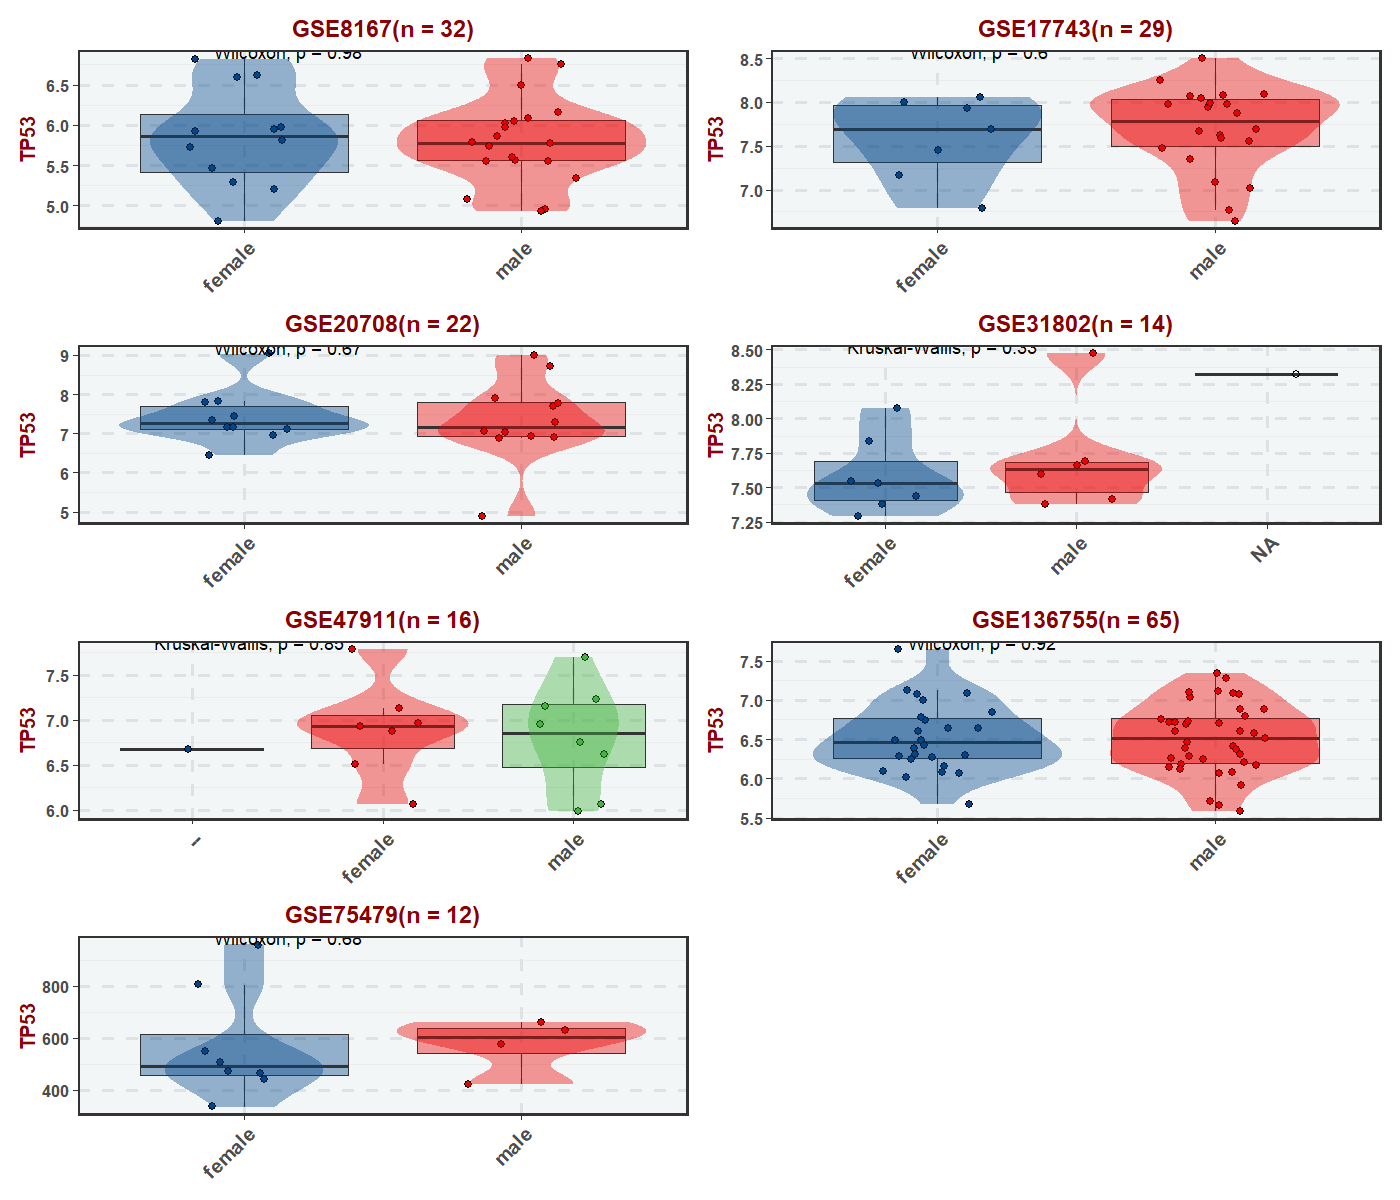 GSE8167(n = 32)
Wilcoxon, p = 0.98
TP53
6.5
6.0
5.5
5.0
female
male
GSE17743(n = 29)
Wilcoxon, p = 0.6
TP53
8.5
8.0
7.5
7.0
female
male
GSE20708(n = 22)
Wilcoxon, p = 0.67
TP53
9
8
7
6
5
female
male
GSE31802(n = 14)
Kruskal-Wallis, p = 0.33
TP53
8.50
8.25
8.00
7.75
7.50
7.25
female
male
NA
GSE47911(n = 16)
Kruskal-Wallis, p = 0.85
TP53
7.5
7.0
6.5
6.0
–
female
male
GSE136755(n = 65)
Wilcoxon, p = 0.92
TP53
7.5
7.0
6.5
6.0
5.5
female
male
GSE75479(n = 12)
Wilcoxon, p = 0.68
TP53
800
600
400
female
male